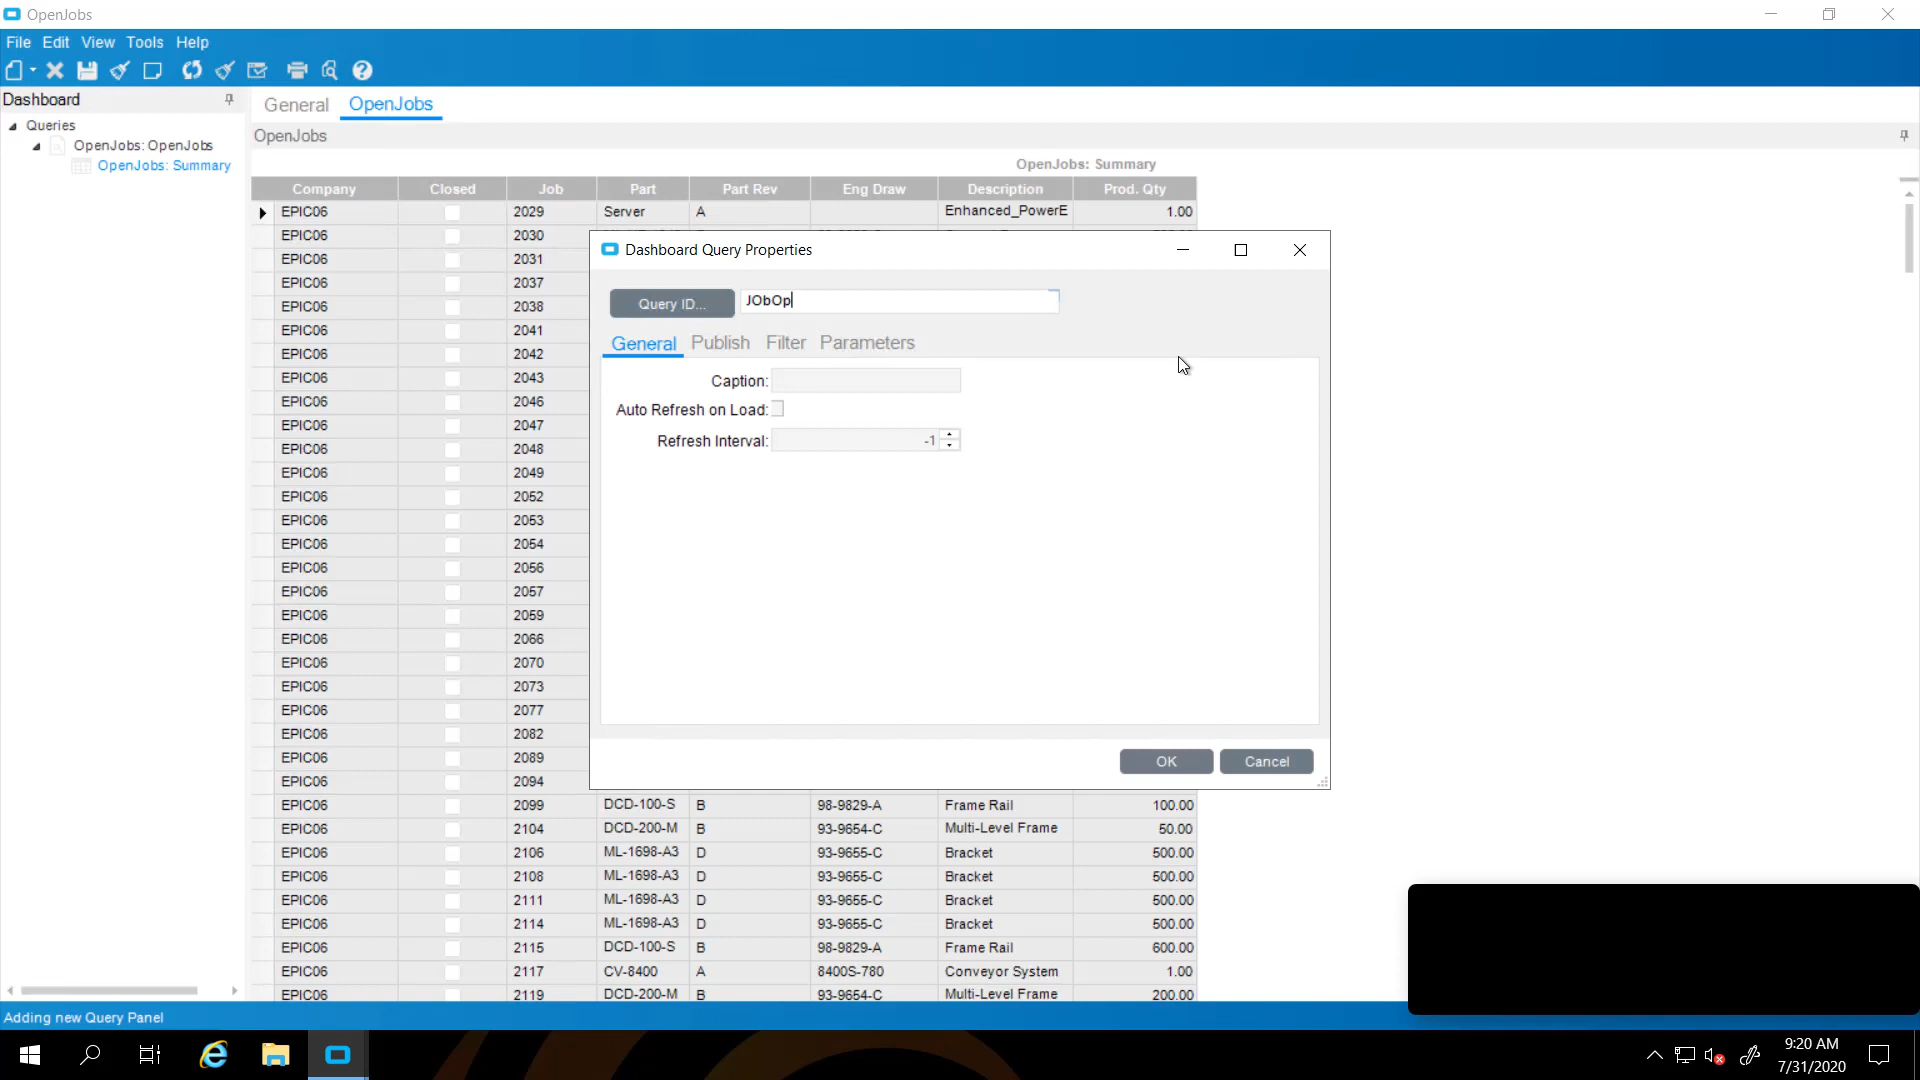 OpenJobs
File Edit View Tools Help
Dashboard
General OpenJobs
Queries
OpenJobs
OpenJobs: OpenJobs
OpenJobs: Summary
OpenJobs: Summary
Company Closed Job Part Part Rev Eng Draw Description Prod. Qty
EPIC06 2029 Server A Enhanced_PowerE 1.00
EPIC06 2030
EPIC06 2031
EPIC06 2037
EPIC06 2038
EPIC06 2041
EPIC06 2042
EPIC06 2043
EPIC06 2046
EPIC06 2047
EPIC06 2048
EPIC06 2049
EPIC06 2052
EPIC06 2053
EPIC06 2054
EPIC06 2056
EPIC06 2057
EPIC06 2059
EPIC06 2066
EPIC06 2070
EPIC06 2073
EPIC06 2077
EPIC06 2082
EPIC06 2089
EPIC06 2094
EPIC06 2099 DCD-100-S B 98-9829-A Frame Rail 100.00
EPIC06 2104 DCD-200-M B 93-9654-C Multi-Level Frame 50.00
EPIC06 2106 ML-1698-A3 D 93-9655-C Bracket 500.00
EPIC06 2108 ML-1698-A3 D 93-9655-C Bracket 500.00
EPIC06 2111 ML-1698-A3 D 93-9655-C Bracket 500.00
EPIC06 2114 ML-1698-A3 D 93-9655-C Bracket 500.00
EPIC06 2115 DCD-100-S B 98-9829-A Frame Rail 600.00
EPIC06 2117 CV-8400 A 8400S-780 Conveyor System 1.00
EPIC06 2119 DCD-200-M B 93-9654-C Multi-Level Frame 200.00
Dashboard Query Properties
Query ID... JObOp
General Publish Filter Parameters
Caption:
Auto Refresh on Load:
Refresh Interval: -1
OK Cancel
Adding new Query Panel
9:20 AM
7/31/2020